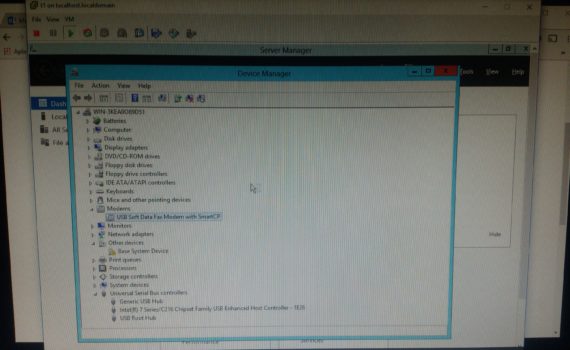 t1 on localhost.localdomain
File View VM
Server Manager
Tools View Help
Device Manager
File Action View Help
Dash
Local
All Se
File a
Batteries
Computer
Disk drives
Display adapters
DVD/CD-ROM drives
Floppy disk drives
Floppy drive controllers
IDE ATA/ATAPI controllers
Keyboards
Mice and other pointing devices
Modems
USB Soft Data Fax Modem with SmartCP
Monitors
Network adapters
Other devices
Base System Device
Print queues
Processors
Storage controllers
System devices
Universal Serial Bus controllers
Generic USB Hub
Intel(R) 7 Series/C216 Chipset Family USB Enhanced Host Controller - 1E26
USB Root Hub
Hide
Performance
Services